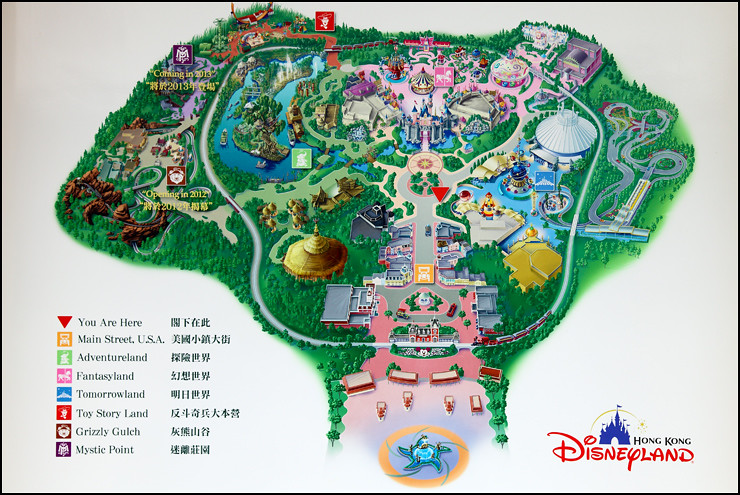 "Coming in 2013"
"將於2013年登場"
"Opening in 2012"
"將於2012年揭幕"
You Are Here 閣下在此
Main Street, U.S.A. 美國小鎮大街
Adventureland 探險世界
Fantasyland 幻想世界
Tomorrowland 明日世界
Toy Story Land 反斗奇兵大本營
Grizzly Gulch 灰熊山谷
Mystic Point 迷離莊園
HONG KONG
DISNEYLAND